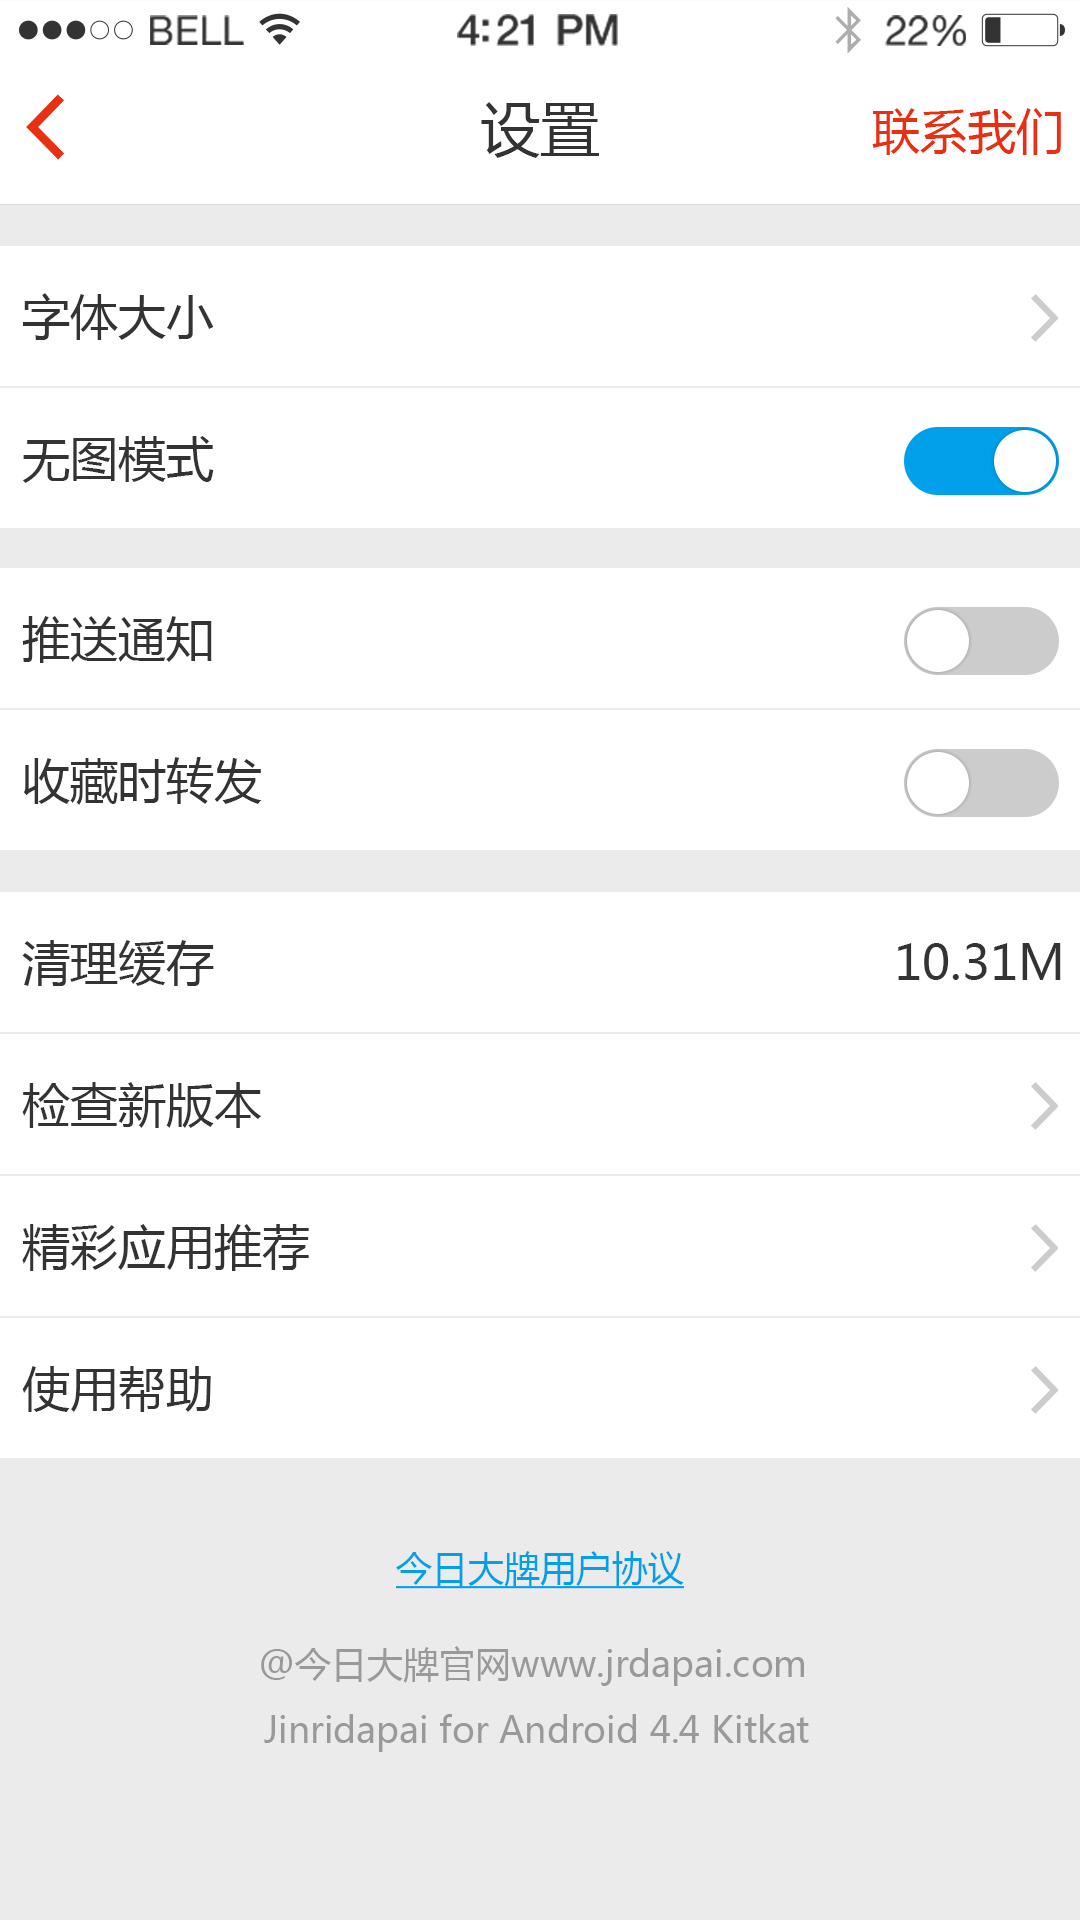 BELL 4:21 PM 22%
设置 联系我们
字体大小
无图模式
推送通知
收藏时转发
清理缓存 10.31M
检查新版本
精彩应用推荐
使用帮助
今日大牌用户协议
@今日大牌官网www.jrdapai.com
Jinridapai for Android 4.4 Kitkat